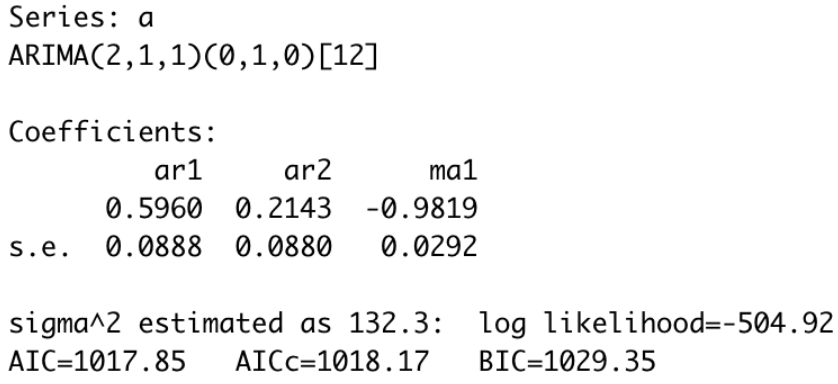 Series: a
ARIMA(2,1,1)(0,1,0)[12]
Coefficients:
ar1 ar2 ma1
0.5960 0.2143 -0.9819
s.e. 0.0888 0.0880 0.0292
sigma^2 estimated as 132.3: log likelihood=-504.92
AIC=1017.85 AICc=1018.17 BIC=1029.35